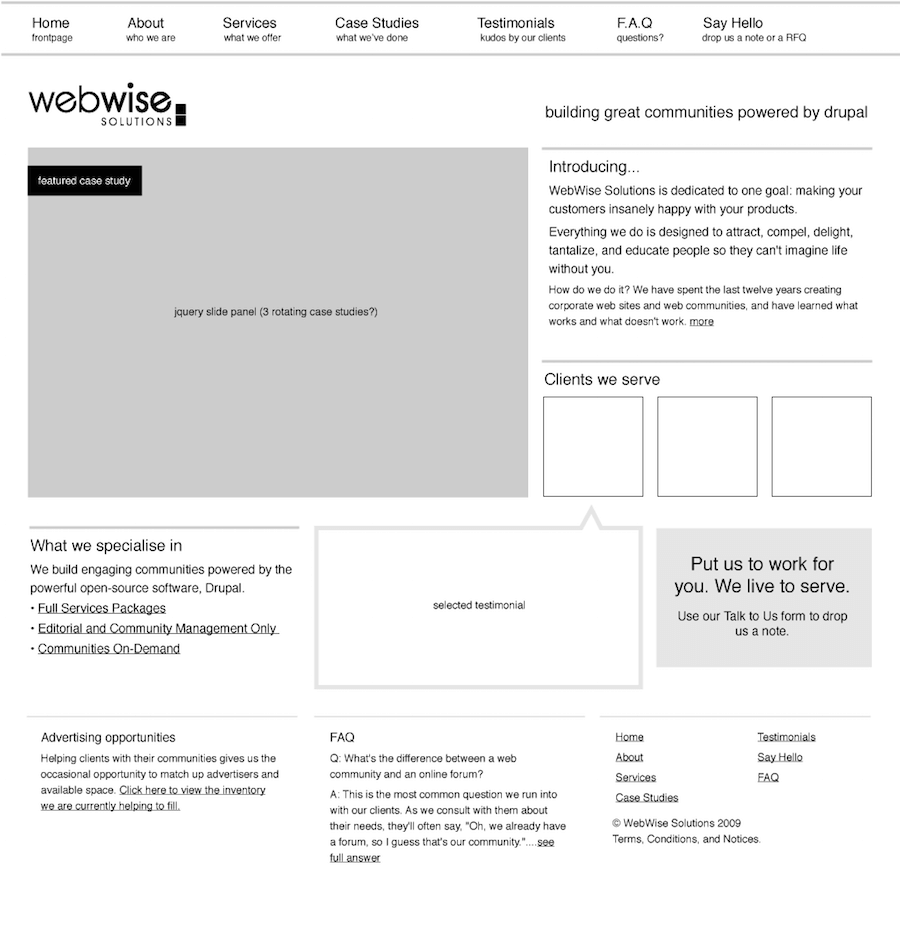 Home About Services Case Studies Testimonials F.A.Q Say Hello
frontpage who we are what we offer what we've done kudos by our clients questions? drop us a note or a RFQ
webwise
SOLUTIONS
building great communities powered by drupal
featured case study
jquery slide panel (3 rotating case studies?)
Introducing...
WebWise Solutions is dedicated to one goal: making your
customers insanely happy with your products.
Everything we do is designed to attract, compel, delight,
tantalize, and educate people so they can't imagine life
without you.
How do we do it? We have spent the last twelve years creating
corporate web sites and web communities, and have learned what
works and what doesn't work. more
Clients we serve
What we specialise in
We build engaging communities powered by the
powerful open-source software, Drupal.
• Full Services Packages
• Editorial and Community Management Only
• Communities On-Demand
selected testimonial
Put us to work for
you. We live to serve.
Use our Talk to Us form to drop
us a note.
Advertising opportunities
Helping clients with their communities gives us the
occasional opportunity to match up advertisers and
available space. Click here to view the inventory
we are currently helping to fill.
FAQ
Q: What's the difference between a web
community and an online forum?
A: This is the most common question we run into
with our clients. As we consult with them about
their needs, they'll often say, "Oh, we already have
a forum, so I guess that's our community."....see
full answer
Home
About
Services
Case Studies
Testimonials
Say Hello
FAQ
© WebWise Solutions 2009
Terms, Conditions, and Notices.